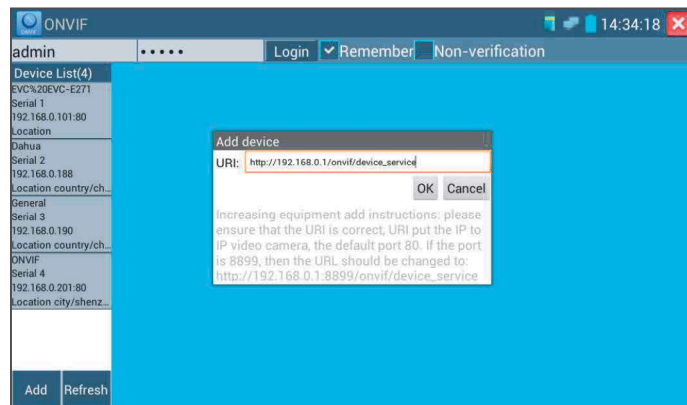 ONVIF
14:34:18
admin
•••••
Login
Remember
Non-verification
Device List(4)
EVC%20EVC-E271
Serial 1
192.168.0.101:80
Location
Dahua
Serial 2
192.168.0.188
Location country/ch...
General
Serial 3
192.168.0.190
Location country/ch...
ONVIF
Serial 4
192.168.0.201:80
Location city/shenz...
Add
Refresh
Add device
URI: http://192.168.0.1/onvif/device_service
OK
Cancel
Increasing equipment add instructions: please
ensure that the URI is correct, URI put the IP to
IP video camera, the default port 80. If the port
is 8899, then the URL should be changed to:
http://192.168.0.1:8899/onvif/device_service